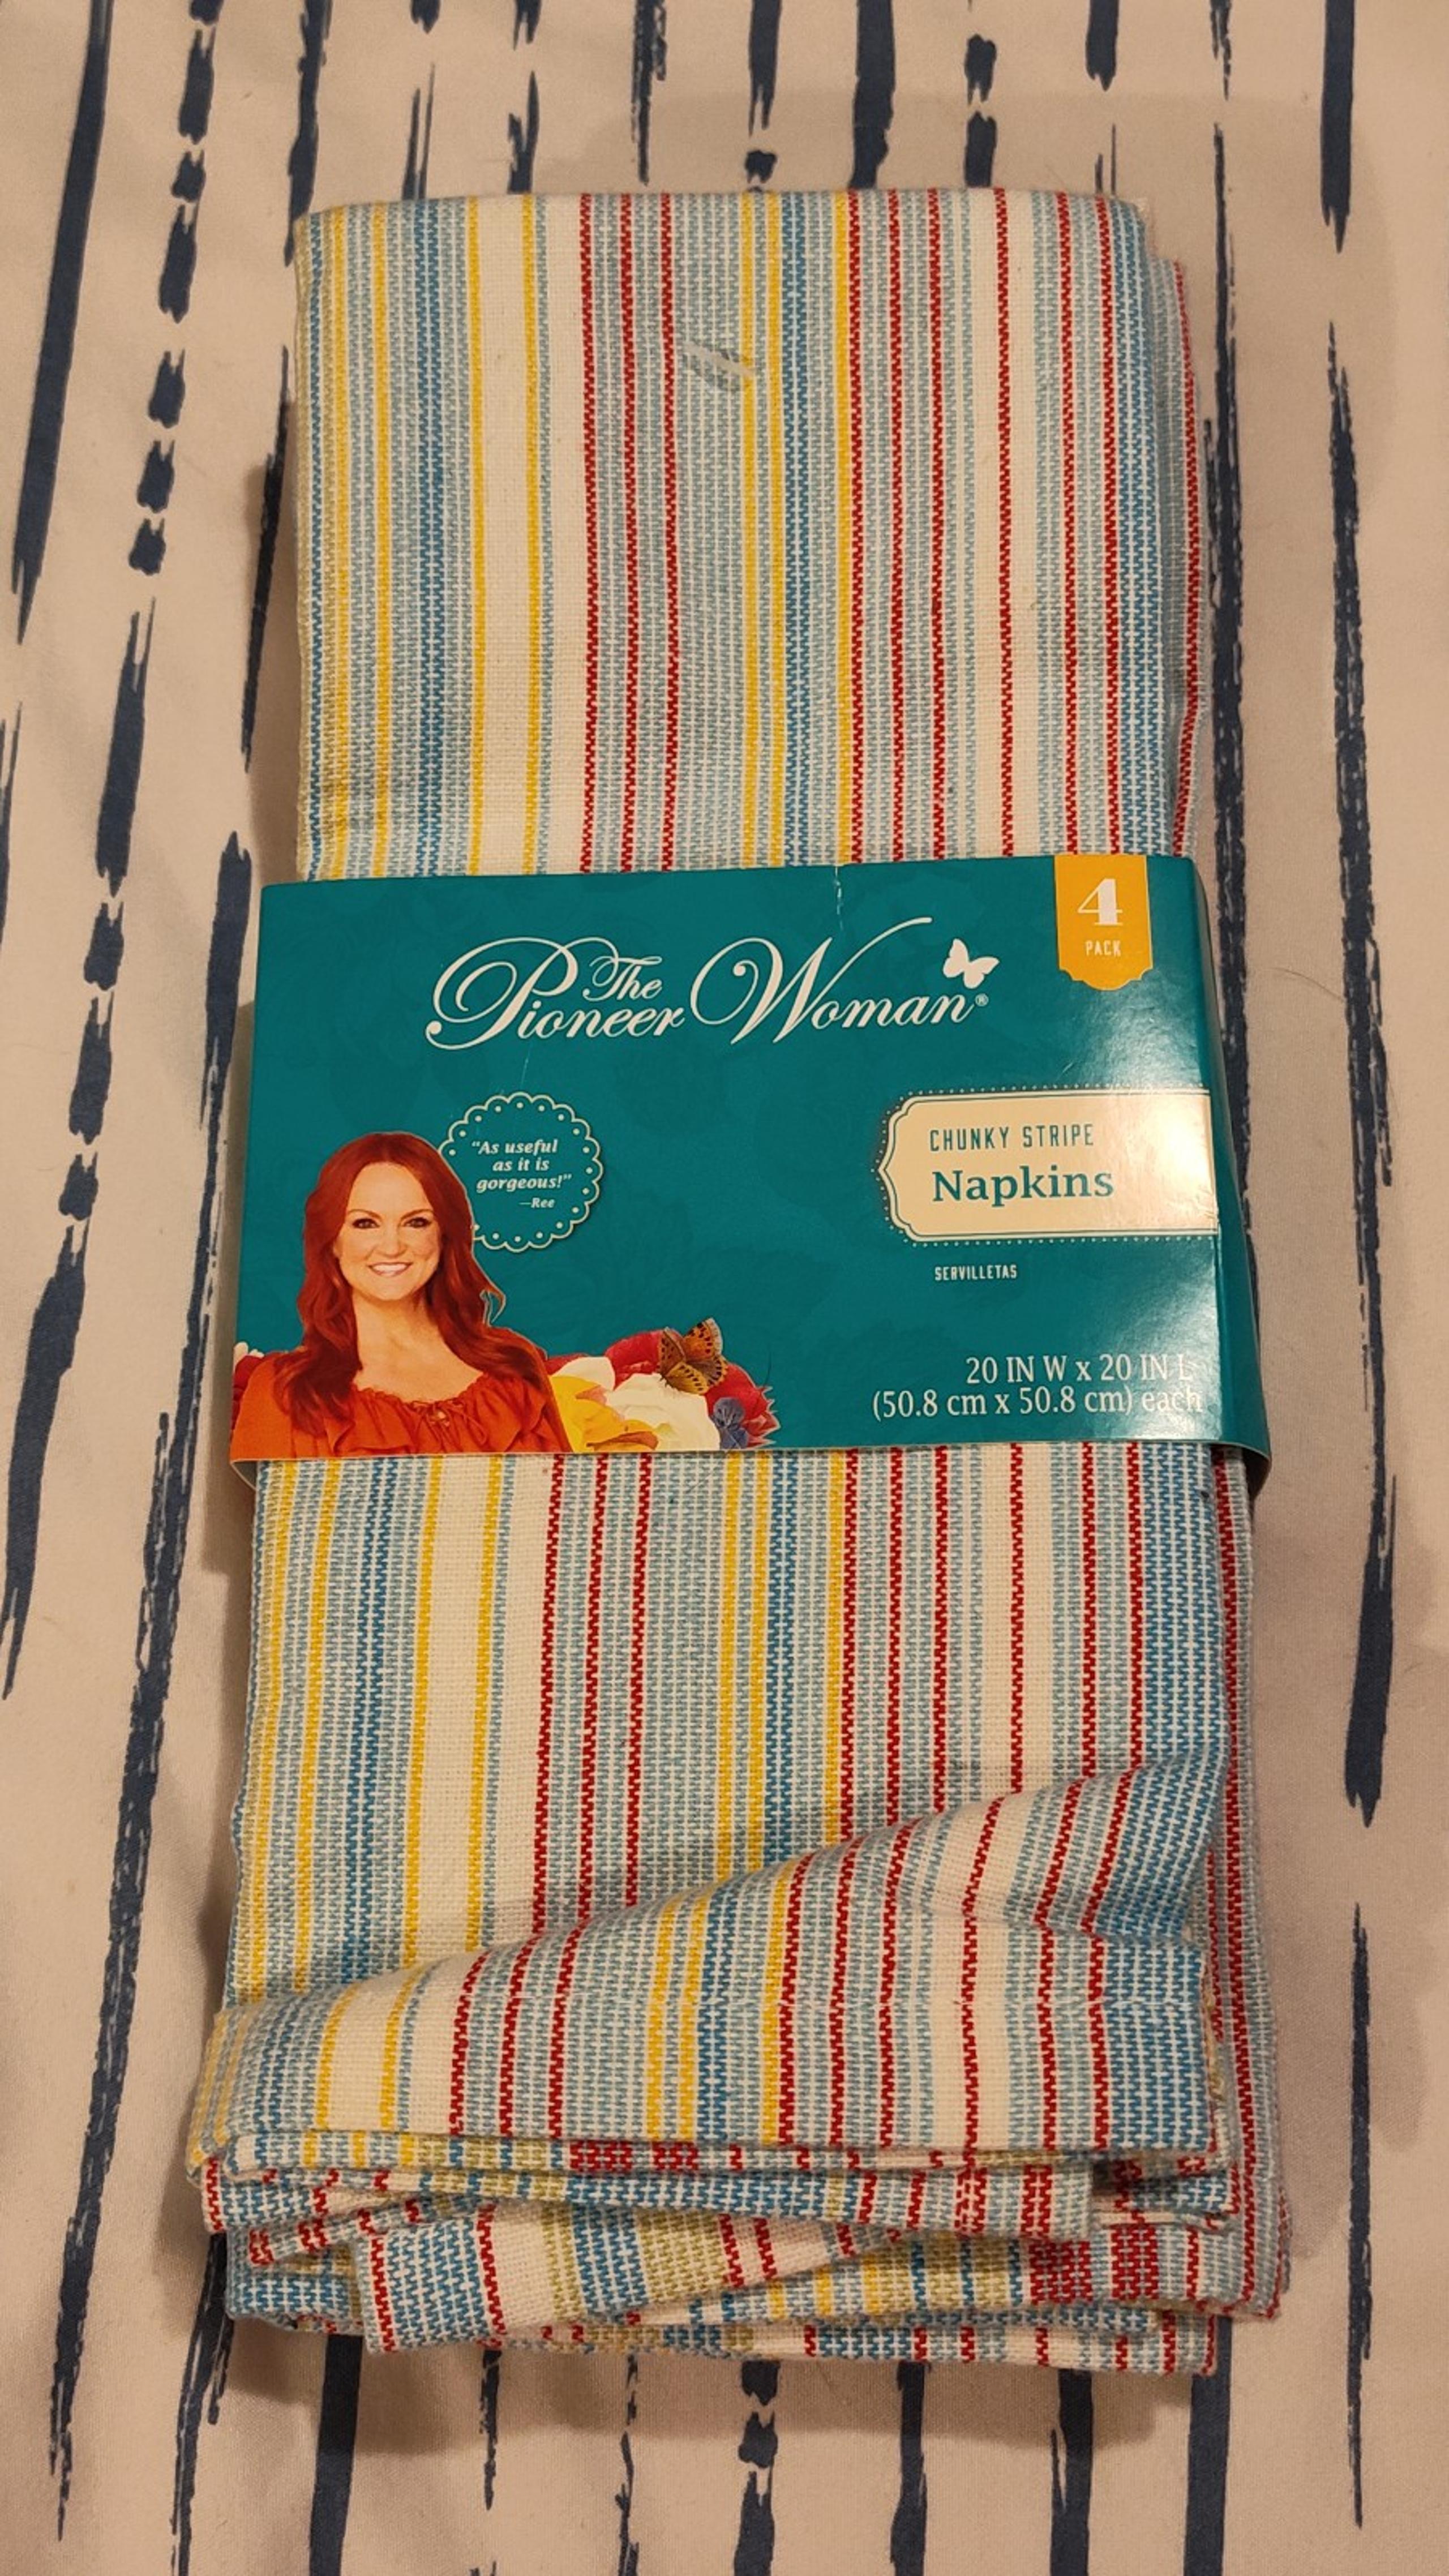 4
PACK
The
Pioneer Woman®
"As useful
as it is
gorgeous!"
—Ree
CHUNKY STRIPE
Napkins
SERVILLETAS
20 IN W x 20 IN L
(50.8 cm x 50.8 cm) each